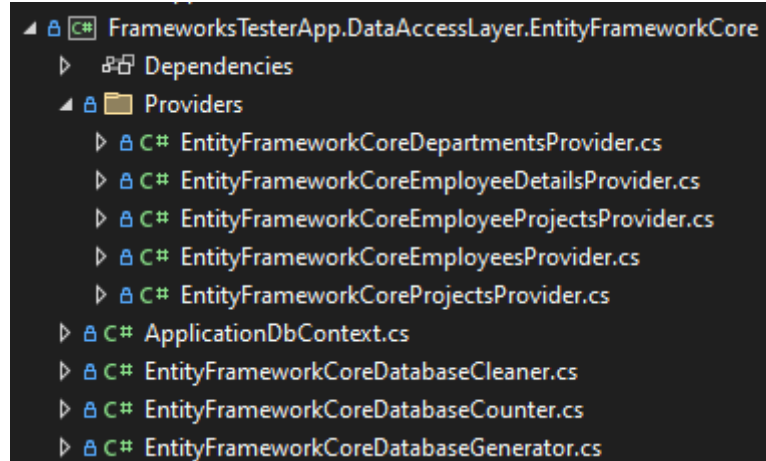 C# FrameworksTesterApp.DataAccessLayer.EntityFrameworkCore
Dependencies
Providers
C# EntityFrameworkCoreDepartmentsProvider.cs
C# EntityFrameworkCoreEmployeeDetailsProvider.cs
C# EntityFrameworkCoreEmployeeProjectsProvider.cs
C# EntityFrameworkCoreEmployeesProvider.cs
C# EntityFrameworkCoreProjectsProvider.cs
C# ApplicationDbContext.cs
C# EntityFrameworkCoreDatabaseCleaner.cs
C# EntityFrameworkCoreDatabaseCounter.cs
C# EntityFrameworkCoreDatabaseGenerator.cs